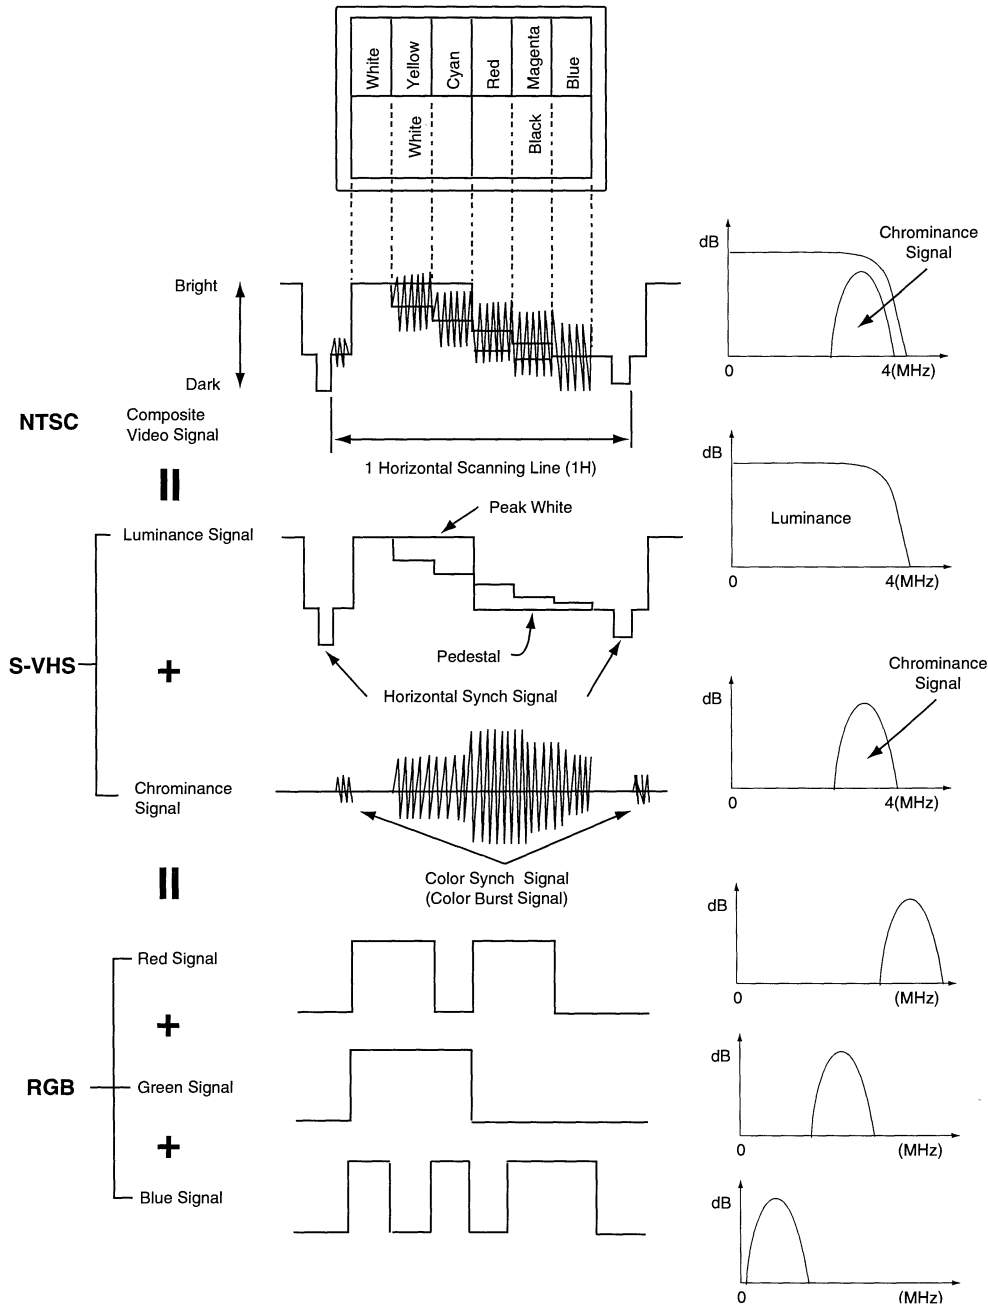 White
Yellow
Cyan
Red
Magenta
Blue
White
Black
Bright
Dark
NTSC
Composite
Video Signal
1 Horizontal Scanning Line (1H)
dB
Chrominance
Signal
0
4(MHz)
=
S-VHS
Luminance Signal
Peak White
Pedestal
Horizontal Synch Signal
dB
Luminance
0
4(MHz)
+
Chrominance
Signal
Color Synch Signal
(Color Burst Signal)
dB
Chrominance
Signal
0
4(MHz)
=
RGB
Red Signal
dB
0
(MHz)
+
Green Signal
dB
0
(MHz)
+
Blue Signal
dB
0